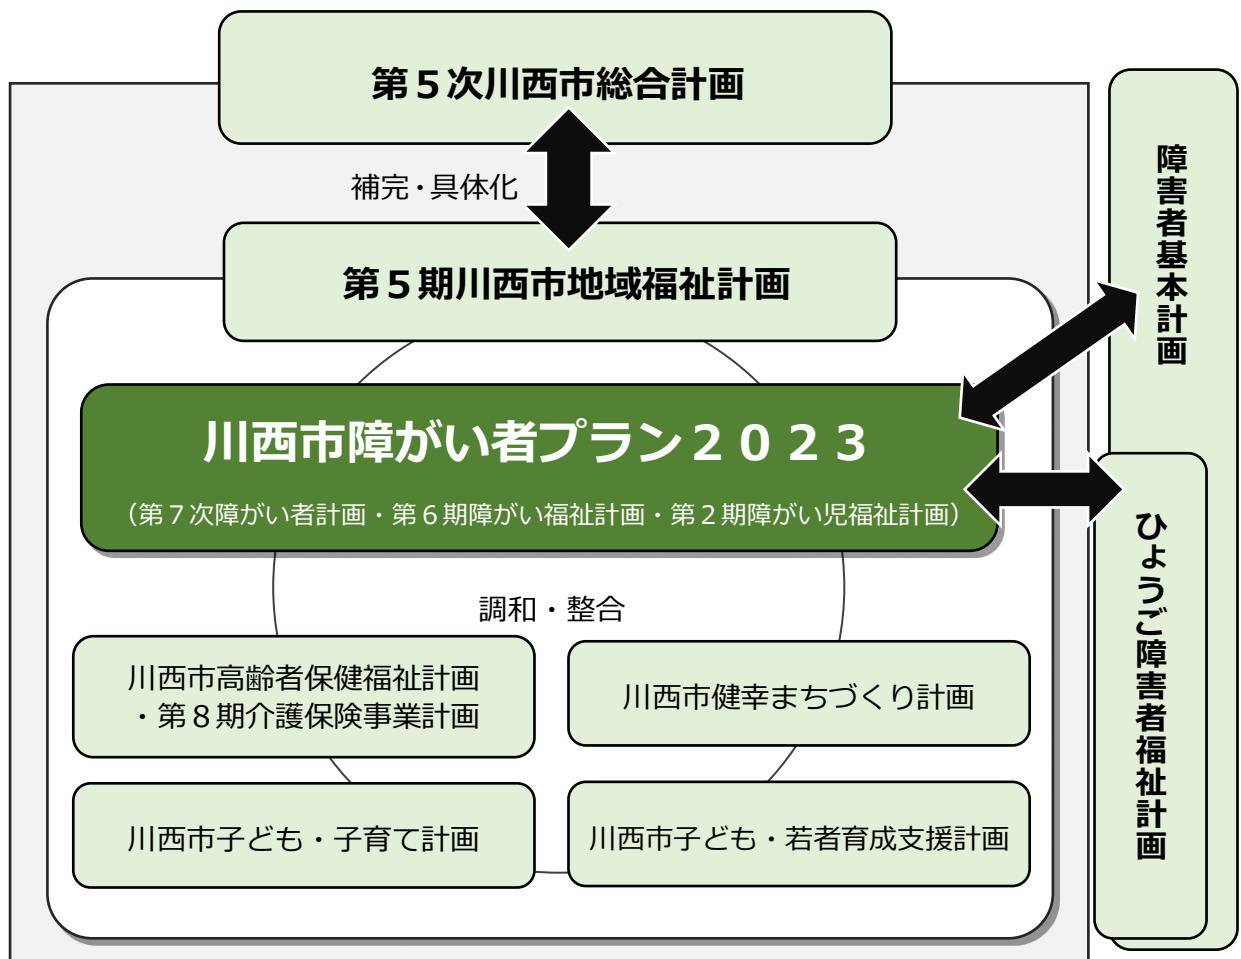 第５次川西市総合計画
補完・具体化
第５期川西市地域福祉計画
川西市障がい者プラン２０２３
（第７次障がい者計画・第６期障がい福祉計画・第２期障がい児福祉計画）
調和・整合
川西市高齢者保健福祉計画
・第８期介護保険事業計画
川西市健幸まちづくり計画
川西市子ども・子育て計画
川西市子ども・若者育成支援計画
障害者基本計画
ひょうご障害者福祉計画